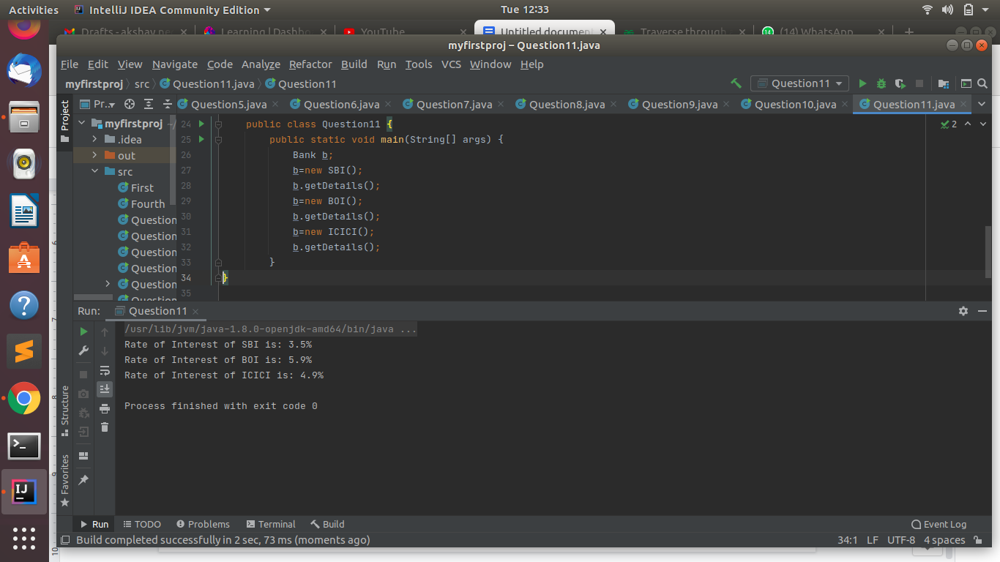 Activities IntelliJ IDEA Community Edition Tue 12:33
Drafts - akshay Learning | Dashbo YouTube Untitled document Traverse through (14) WhatsApp
myfirstproj – Question11.java
File Edit View Navigate Code Analyze Refactor Build Run Tools VCS Window Help
myfirstproj src Question11.java Question11 Question11
Project Pr.. Question5.java Question6.java Question7.java Question8.java Question9.java Question10.java Question11.java
myfirstproj ~/
.idea
out
src
First
Fourth
Question
Question
Question
Question
Question
Question
24 public class Question11 {
25 public static void main(String[] args) {
26 Bank b;
27 b=new SBI();
28 b.getDetails();
29 b=new BOI();
30 b.getDetails();
31 b=new ICICI();
32 b.getDetails();
33 }
34 }
35
2
Run: Question11
/usr/lib/jvm/java-1.8.0-openjdk-amd64/bin/java ...
Rate of Interest of SBI is: 3.5%
Rate of Interest of BOI is: 5.9%
Rate of Interest of ICICI is: 4.9%
Process finished with exit code 0
Structure
Favorites
Run TODO Problems Terminal Build Event Log
Build completed successfully in 2 sec, 73 ms (moments ago) 34:1 LF UTF-8 4 spaces